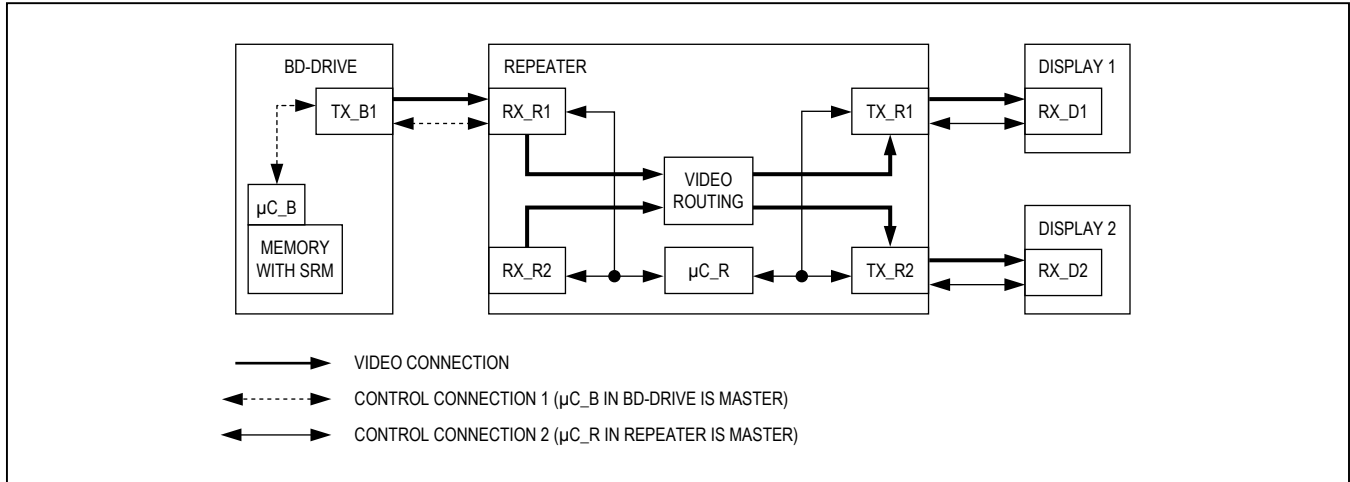 BD-DRIVE
TX_B1
µC_B
MEMORY
WITH SRM
REPEATER
RX_R1
RX_R2
VIDEO
ROUTING
µC_R
TX_R1
TX_R2
DISPLAY 1
RX_D1
DISPLAY 2
RX_D2
VIDEO CONNECTION
CONTROL CONNECTION 1 (µC_B IN BD-DRIVE IS MASTER)
CONTROL CONNECTION 2 (µC_R IN REPEATER IS MASTER)